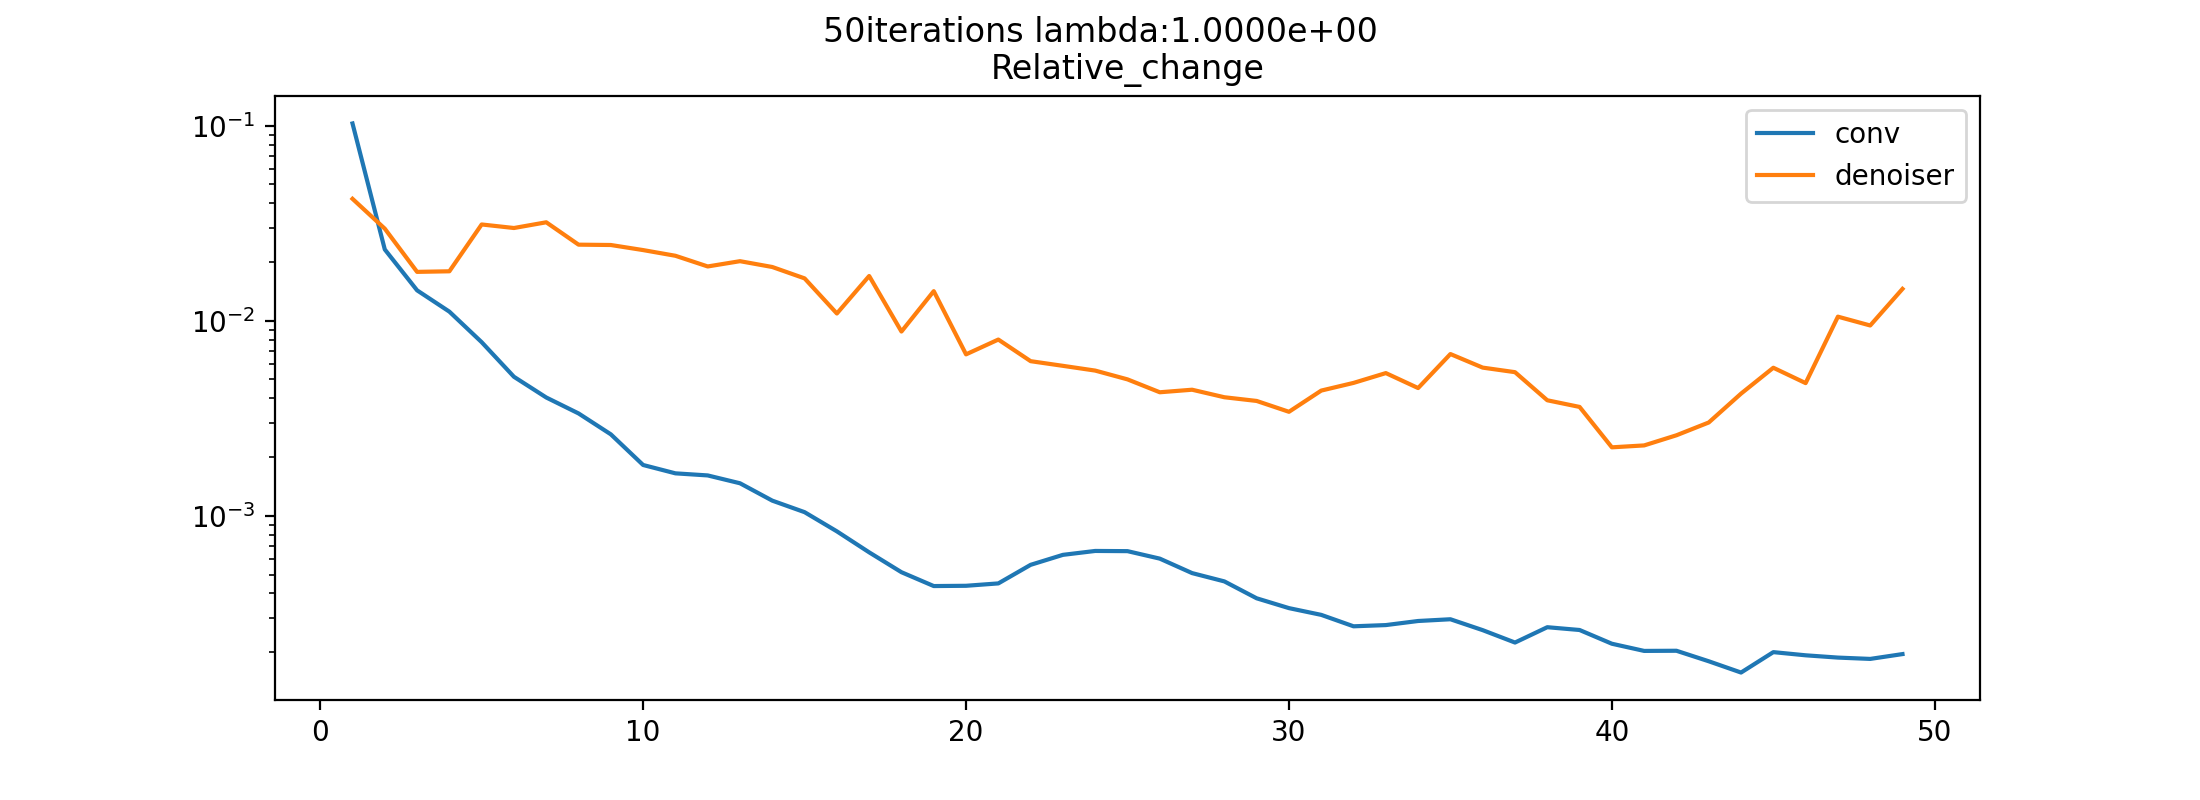 50iterations lambda:1.0000e+00
Relative_change
10⁻¹
10⁻²
10⁻³
conv
denoiser
0 10 20 30 40 50